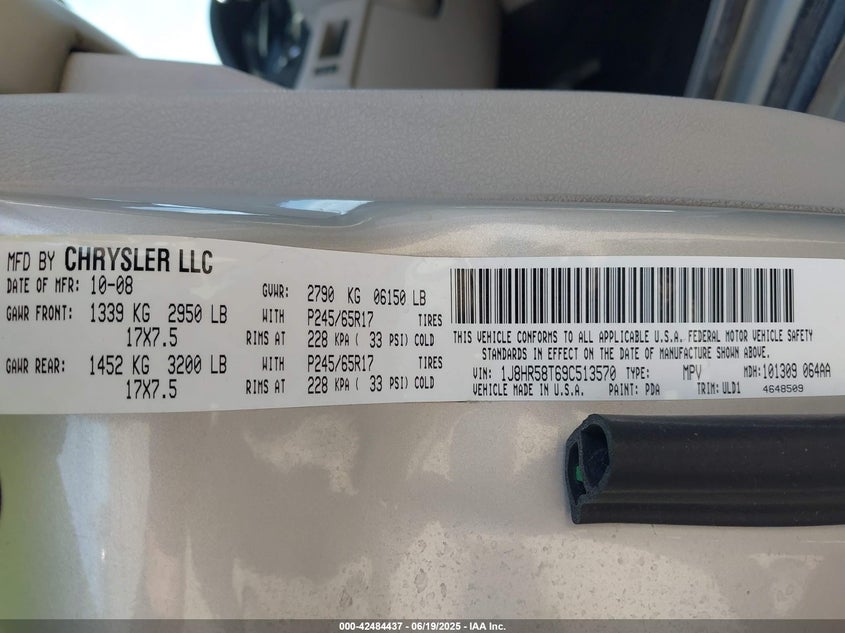 MFD BY CHRYSLER LLC
DATE OF MFR: 10-08 GVWR: 2790 KG 06150 LB
GAWR FRONT: 1339 KG 2950 LB WITH P245/65R17 TIRES
17X7.5 RIMS AT 228 KPA ( 33 PSI) COLD
GAWR REAR: 1452 KG 3200 LB WITH P245/65R17 TIRES
17X7.5 RIMS AT 228 KPA ( 33 PSI) COLD
THIS VEHICLE CONFORMS TO ALL APPLICABLE U.S.A. FEDERAL MOTOR VEHICLE SAFETY
STANDARDS IN EFFECT ON THE DATE OF MANUFACTURE SHOWN ABOVE.
VIN: 1J8HR58T69C513570 TYPE: MPV MDH:101309 064AA
VEHICLE MADE IN U.S.A. PAINT: PDA TRIM:ULD1 4648509
000-42484437 - 06/19/2025 - IAA Inc.